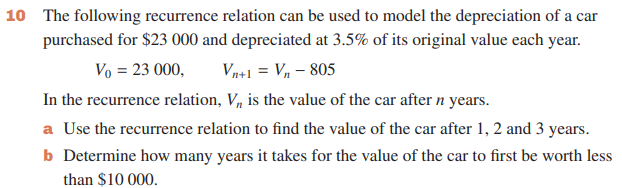 10 The following recurrence relation can be used to model the depreciation of a car
purchased for $23 000 and depreciated at 3.5% of its original value each year.
V₀ = 23 000, Vₙ₊₁ = Vₙ − 805
In the recurrence relation, Vₙ is the value of the car after n years.
a Use the recurrence relation to find the value of the car after 1, 2 and 3 years.
b Determine how many years it takes for the value of the car to first be worth less
than $10 000.